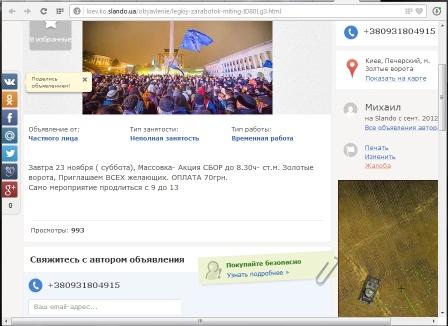 kiev.ko.slando.ua/obyavlenie/legkij-zarabotok-miting-ID80Lg3.html
в избранные
Поделись
объявлением!
Объявление от:
Частного лица
Тип занятости:
Неполная занятость
Тип работы:
Временная работа
Завтра 23 ноября ( суббота), Массовка- Акция СБОР до 8.30ч- ст.м. Золотые
ворота, Приглашаем ВСЕХ желающих. ОПЛАТА 70грн.
Само мероприятие продлиться с 9 до 13
Просмотры: 993
Свяжитесь с автором объявления
+380931804915
Ваш email-адрес...
Покупайте безопасно
Узнать подробнее »
0
+380931804915
Киев, Печерский, м.
Золтые ворота
Показать на карте
Михаил
на Slando с сент. 2012
Все объявления автора
Печать
Изменить
Жалоба